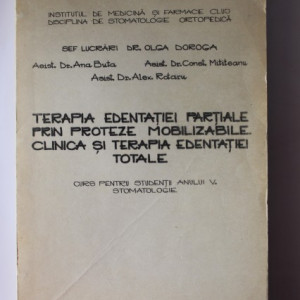 INSTITUTUL DE MEDICINĂ ȘI FARMACIE CLUJ
DISCIPLINA DE STOMATOLOGIE ORTOPEDICĂ
ȘEF LUCRĂRI DR. OLGA DOROGA
Asist. Dr. Ana Buta Asist. Dr. Const. Mititeanu
Asist. Dr. Alex. Rotaru
TERAPIA EDENTAȚIEI PARȚIALE
PRIN PROTEZE MOBILIZABILE.
CLINICA ȘI TERAPIA EDENTAȚIEI
TOTALE
CURS PENTRU STUDENȚII ANULUI V.
STOMATOLOGIE